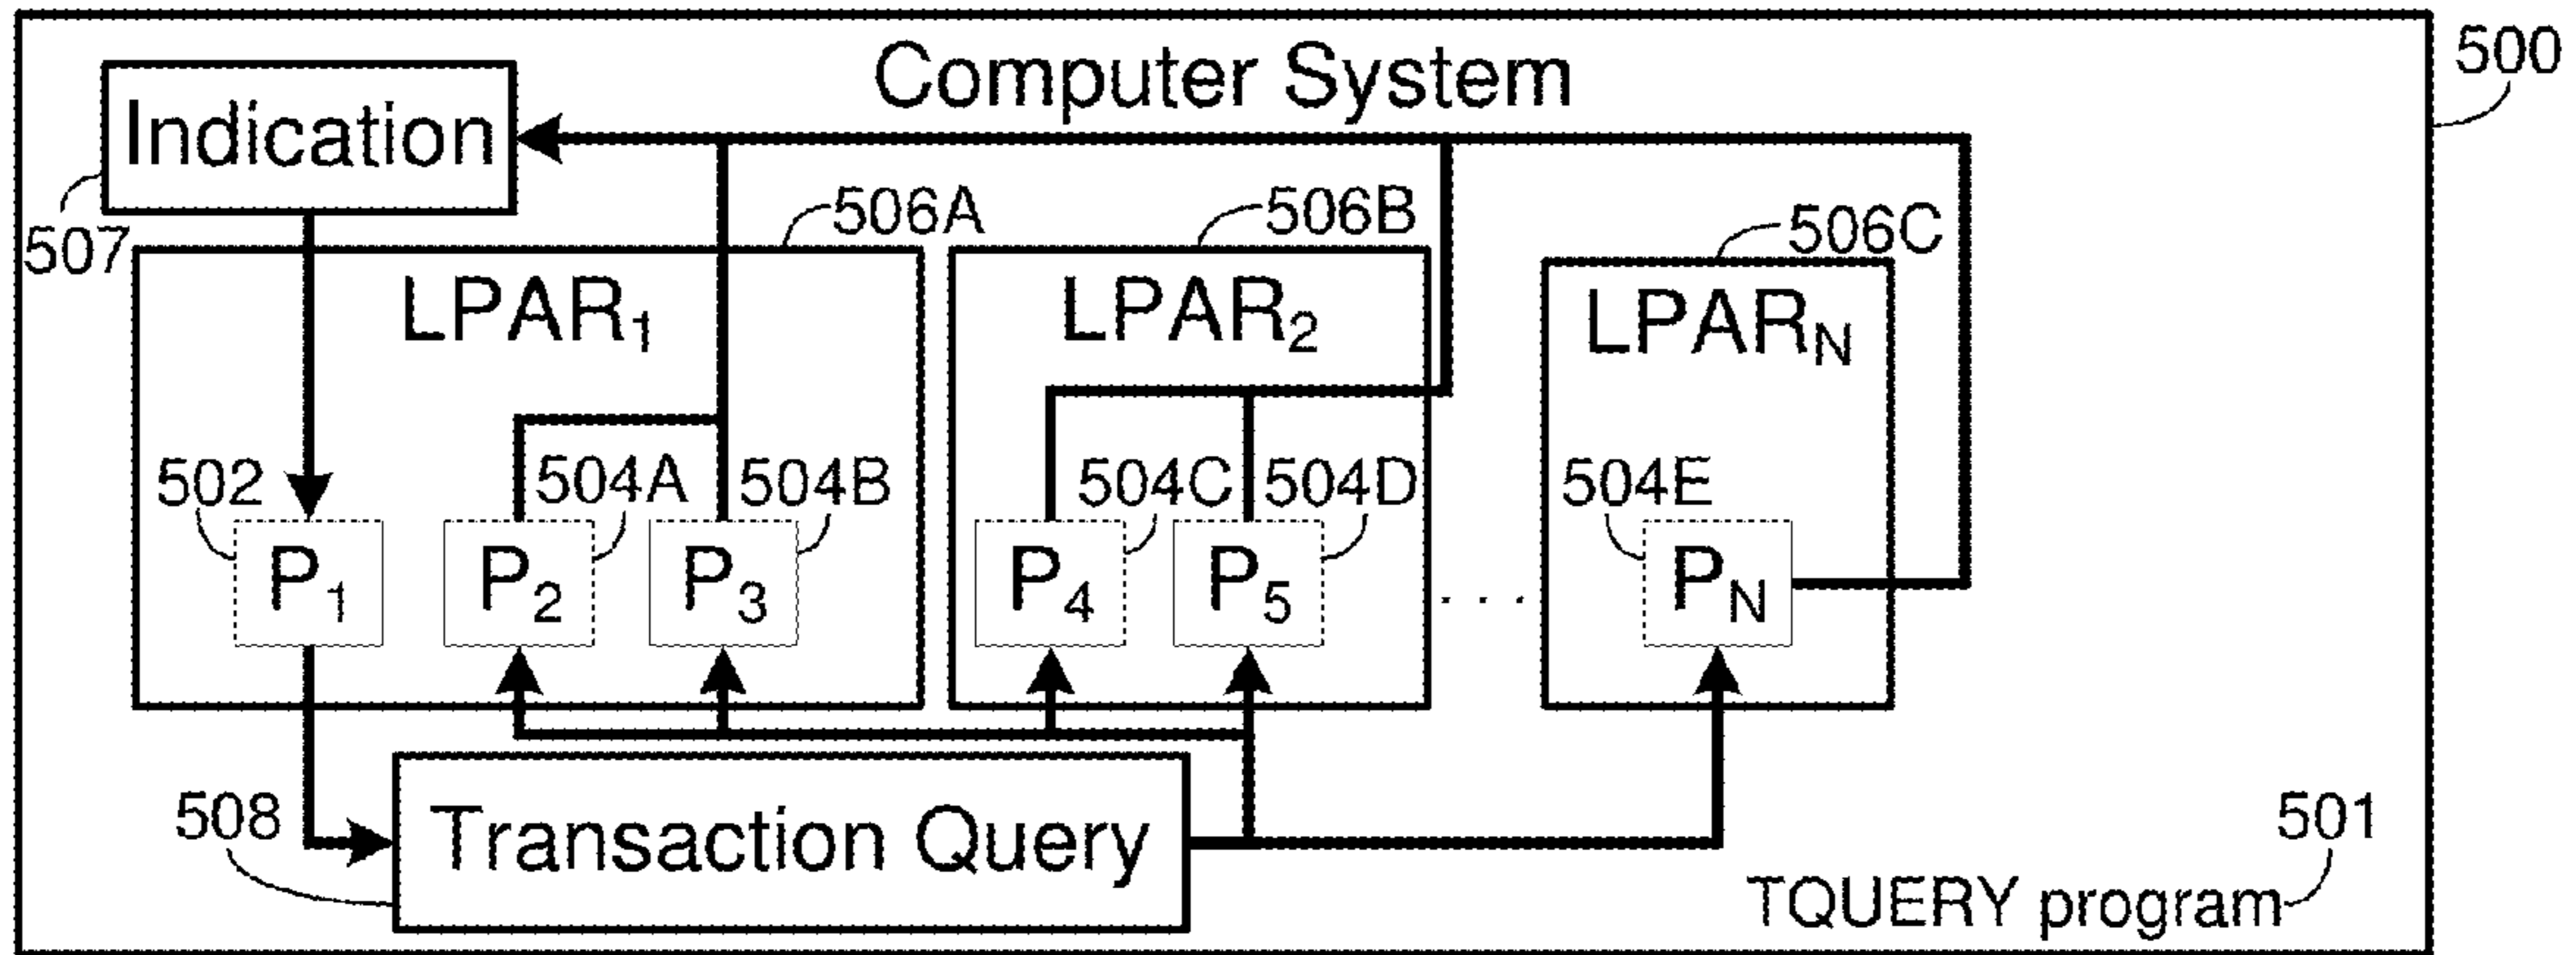 Computer System
500
Indication
507
506A
506B
506C
LPAR1
LPAR2
LPARN
502
504A
504B
504C
504D
504E
P1
P2
P3
P4
P5
. . .
PN
508
Transaction Query
501
TQUERY program